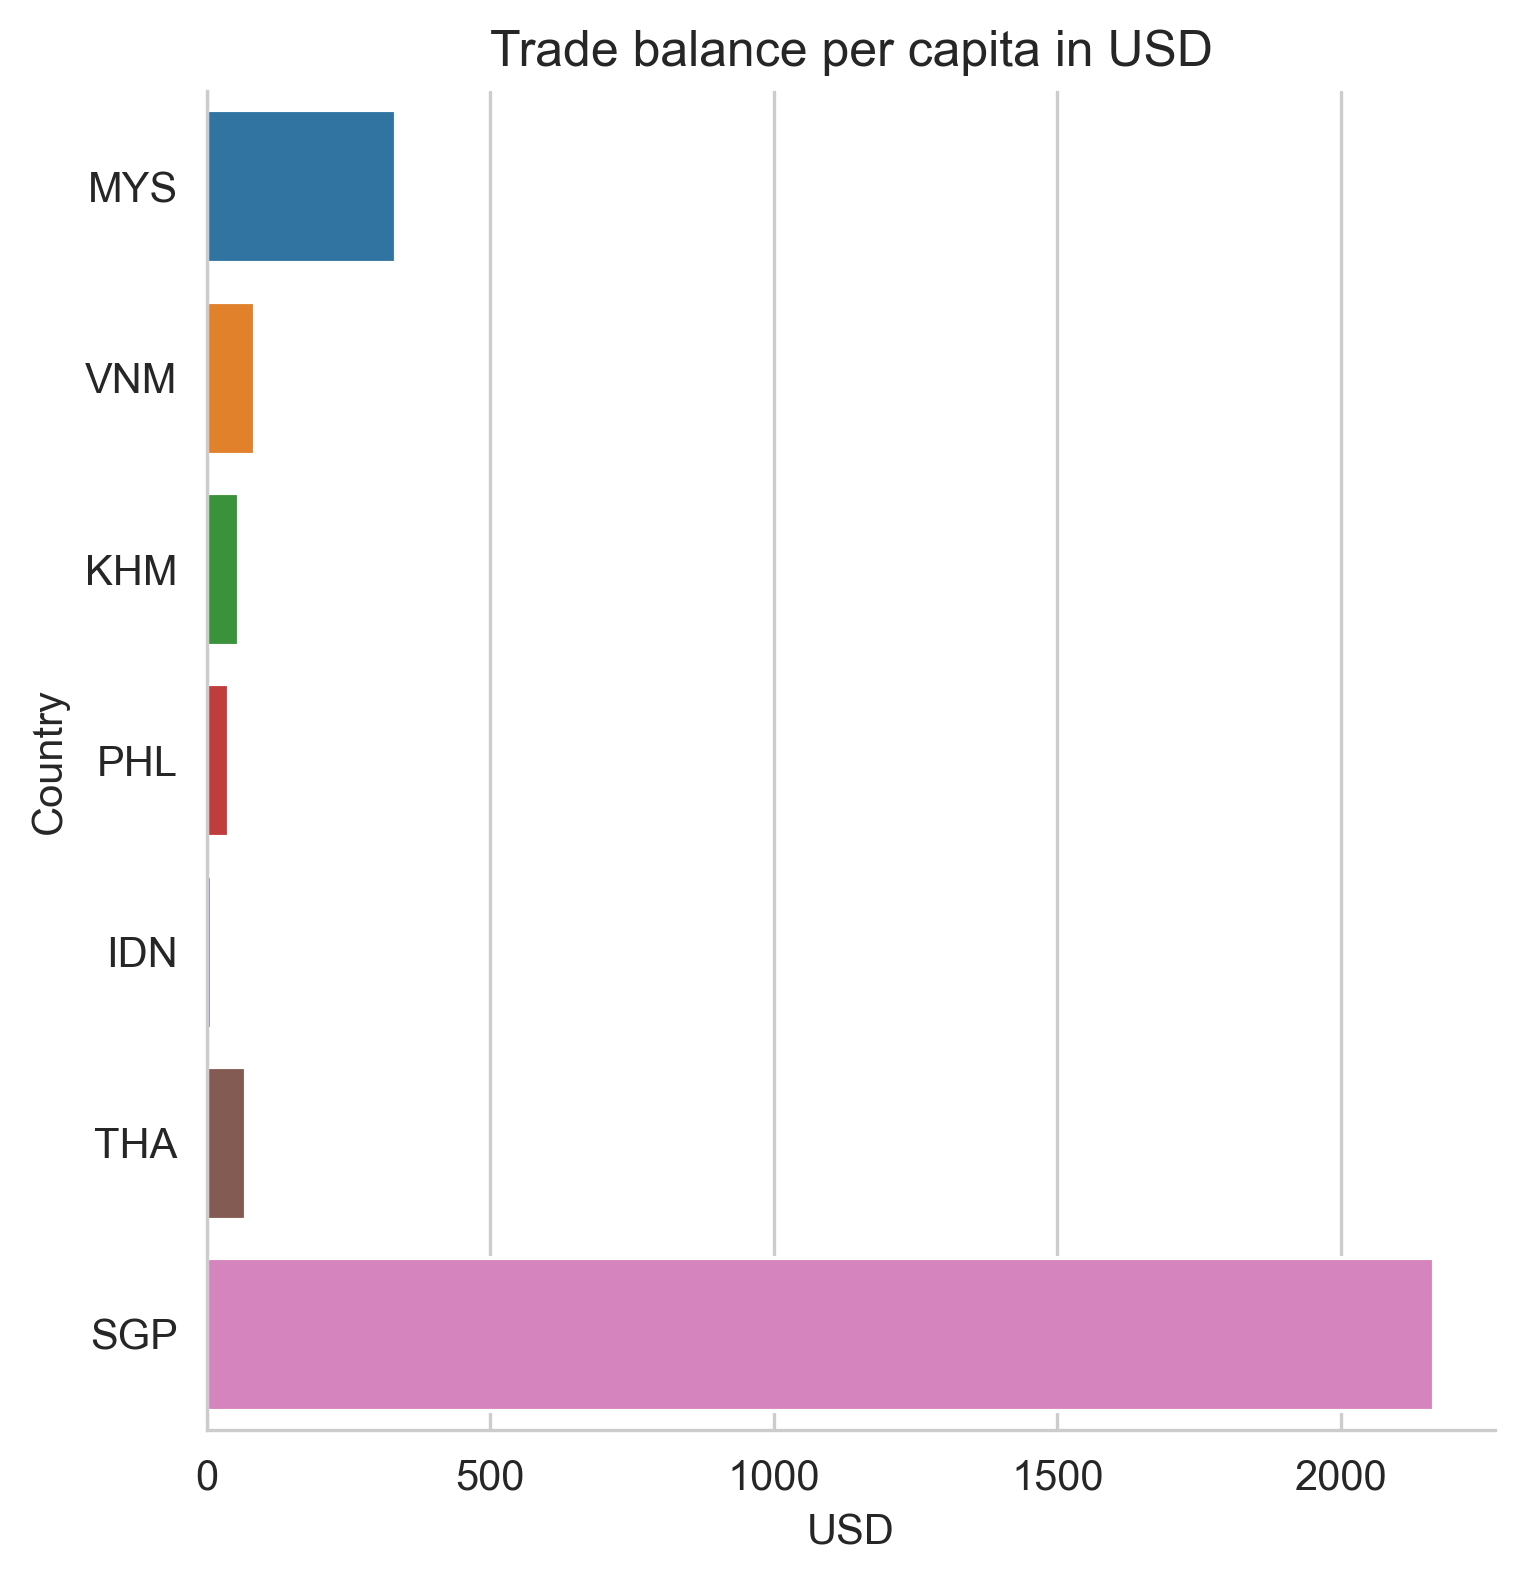 Trade balance per capita in USD
MYS
VNM
KHM
PHL
IDN
THA
SGP
Country
0 500 1000 1500 2000
USD